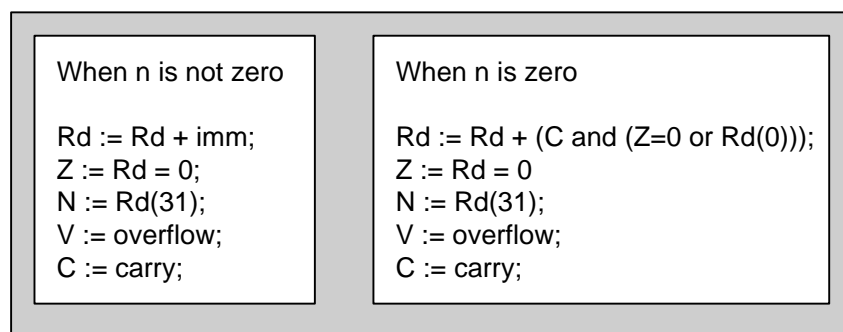 When n is not zero
Rd := Rd + imm;
Z := Rd = 0;
N := Rd(31);
V := overflow;
C := carry;
When n is zero
Rd := Rd + (C and (Z=0 or Rd(0)));
Z := Rd = 0
N := Rd(31);
V := overflow;
C := carry;